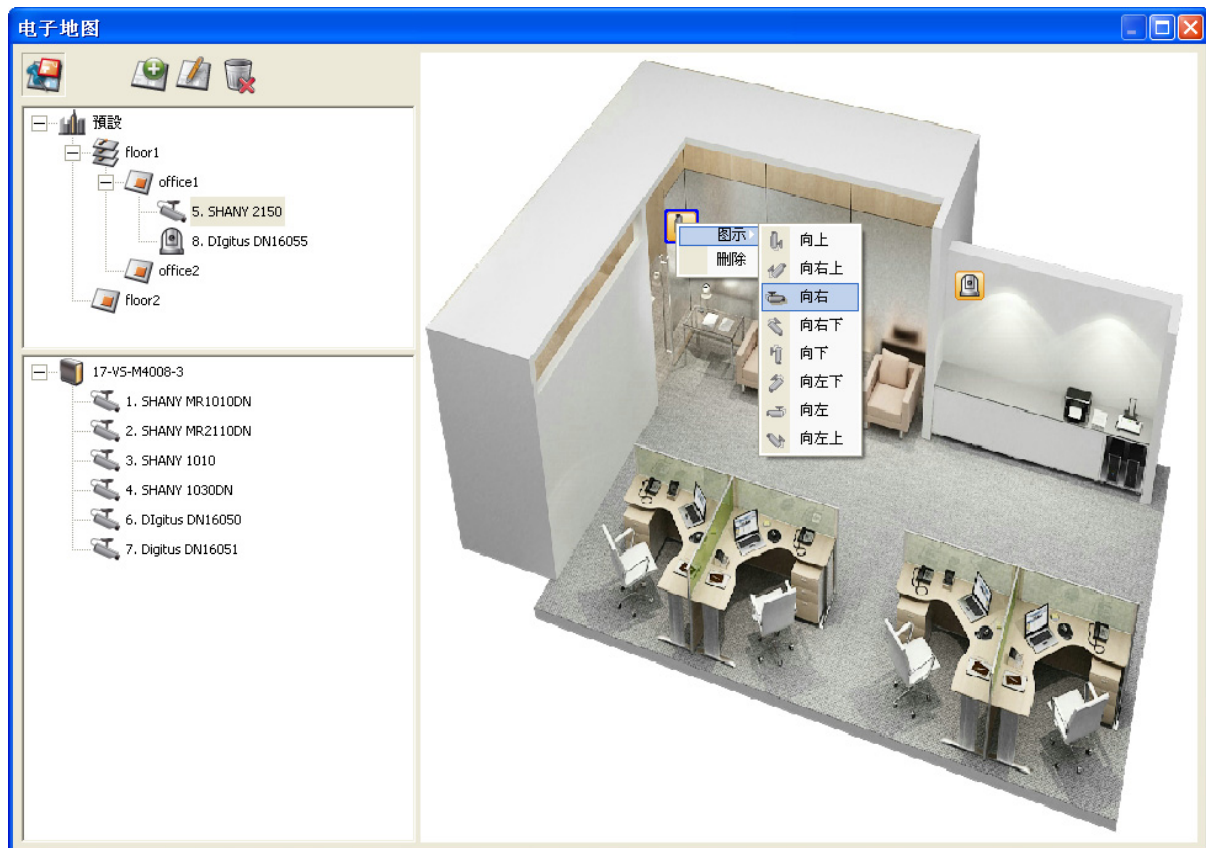 电子地图
預設
floor1
office1
5. SHANY 2150
8. DIgitus DN16055
office2
floor2
17-VS-M4008-3
1. SHANY MR1010DN
2. SHANY MR2110DN
3. SHANY 1010
4. SHANY 1030DN
6. DIgitus DN16050
7. Digitus DN16051
图示
删除
向上
向右上
向右
向右下
向下
向左下
向左
向左上